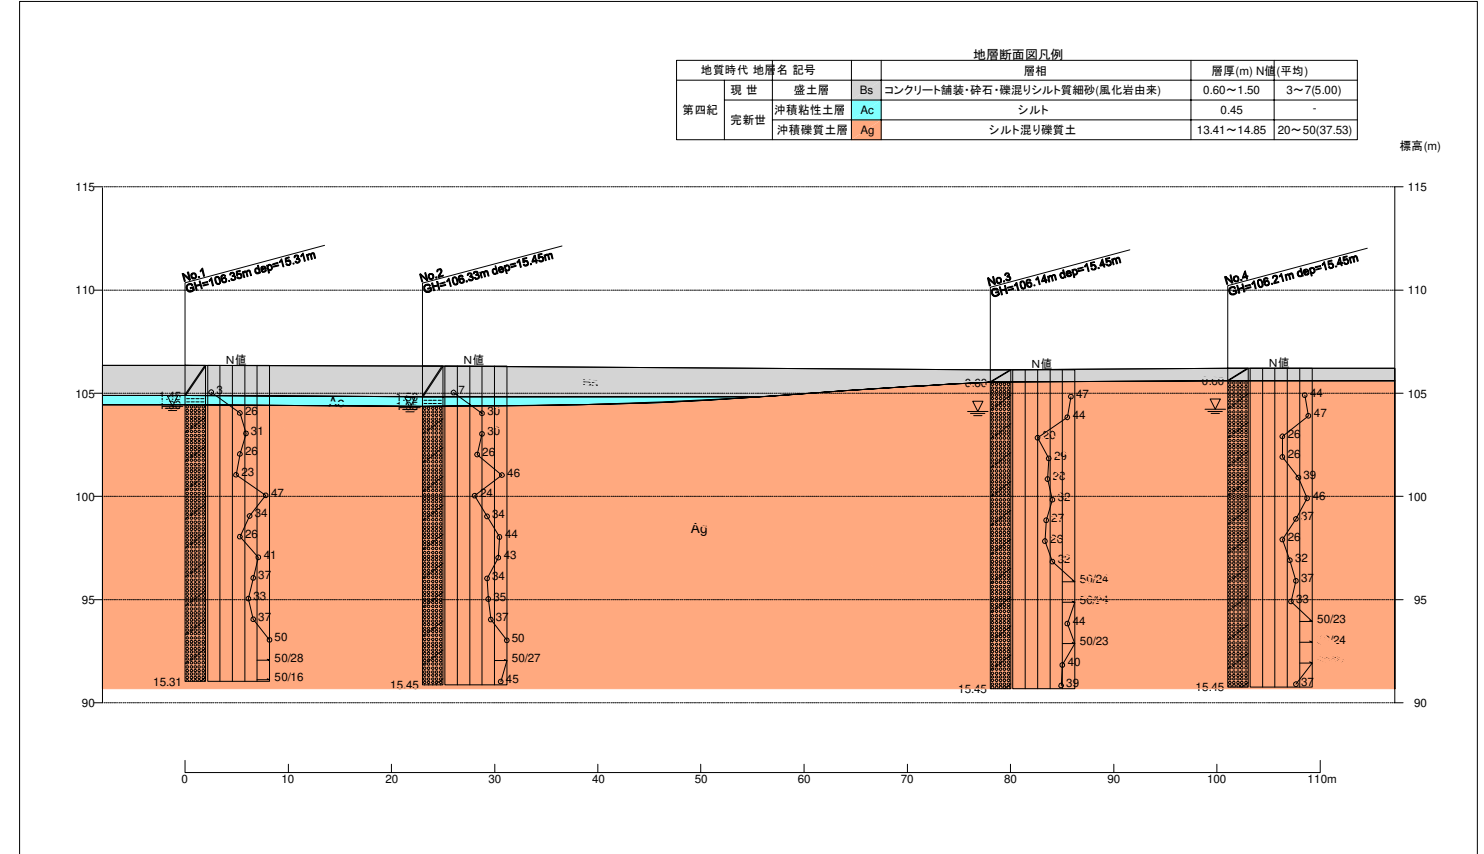 地層断面図凡例
地質時代 地層名 記号 層相 層厚(m) N値(平均)
第四紀 現 世 盛土層 Bs コンクリート舗装・砕石・礫混りシルト質細砂(風化岩由来) 0.60～1.50 3～7(5.00)
完新世 沖積粘性土層 Ac シルト 0.45 -
沖積礫質土層 Ag シルト混り礫質土 13.41～14.85 20～50(37.53)
標高(m)
115 115
No.1
GH=106.35m dep=15.31m
No.2
GH=106.33m dep=15.45m
No.3
GH=106.14m dep=15.45m
No.4
GH=106.21m dep=15.45m
110 110
N値 N値 N値 N値
105 105
3 7 47 44
26 30 44 47
31 30 20 26
26 26 29 26
23 46 28 39
100 100
47 24 32 46
34 34 27 37
Ag
26 44 28 26
41 43 32 32
37 34 50/24 37
95 95
33 35 50/24 33
37 37 44 50/23
50 50 50/23
50/28 50/27 40
50/16 45 39 37
15.31 15.45 15.45 15.45
90 90
0 10 20 30 40 50 60 70 80 90 100 110m